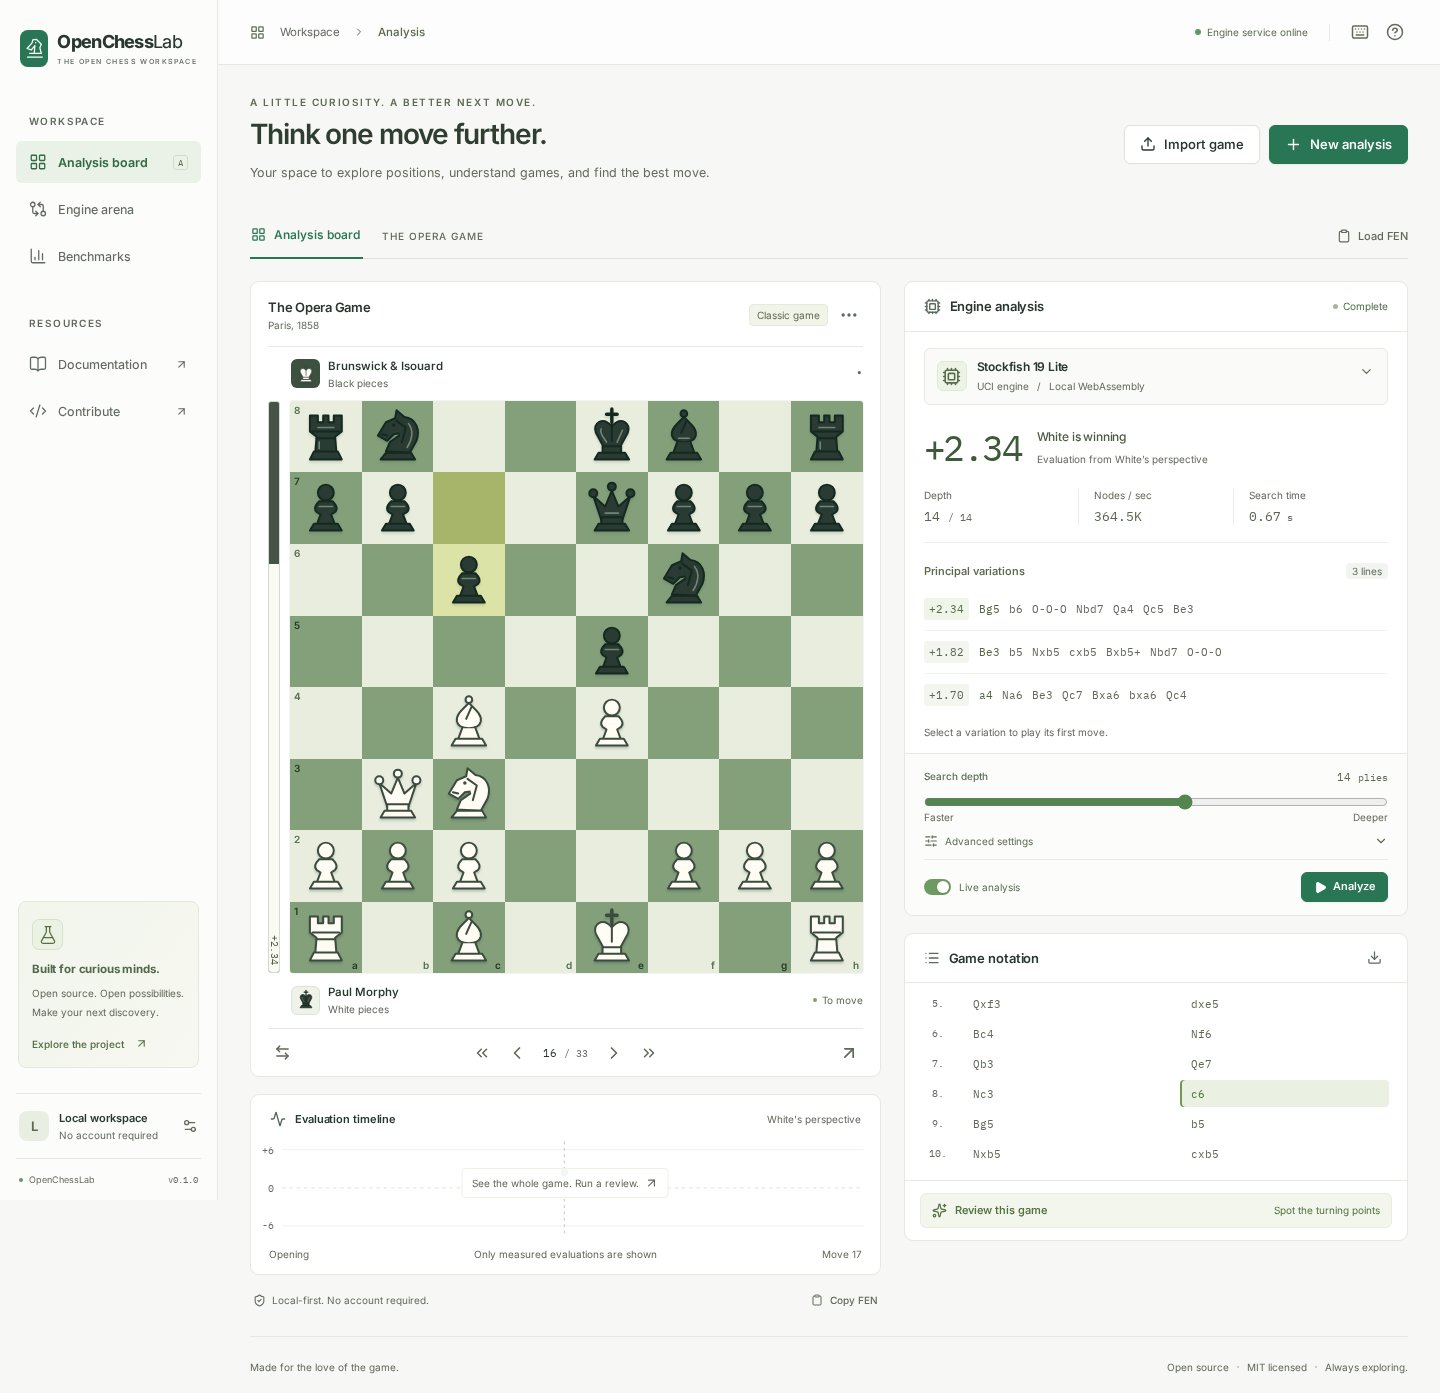 OpenChessLab
THE OPEN CHESS WORKSPACE
WORKSPACE
Analysis board A
Engine arena
Benchmarks
RESOURCES
Documentation
Contribute
Built for curious minds.
Open source. Open possibilities.
Make your next discovery.
Explore the project
L
Local workspace
No account required
OpenChessLab v0.1.0
Workspace Analysis
Engine service online
A LITTLE CURIOSITY. A BETTER NEXT MOVE.
Think one move further.
Your space to explore positions, understand games, and find the best move.
Import game
New analysis
Analysis board
THE OPERA GAME
Load FEN
The Opera Game
Paris, 1858
Classic game
Brunswick & Isouard
Black pieces
8
7
6
5
4
3
2
1
a b c d e f g h
+2.34
Paul Morphy
White pieces
To move
16 / 33
Evaluation timeline
White's perspective
+6
0
-6
See the whole game. Run a review.
Opening
Only measured evaluations are shown
Move 17
Local-first. No account required.
Copy FEN
Engine analysis
Complete
Stockfish 19 Lite
UCI engine / Local WebAssembly
+2.34
White is winning
Evaluation from White's perspective
Depth
14 / 14
Nodes / sec
364.5K
Search time
0.67 s
Principal variations
3 lines
+2.34 Bg5 b6 O-O-O Nbd7 Qa4 Qc5 Be3
+1.82 Be3 b5 Nxb5 cxb5 Bxb5+ Nbd7 O-O-O
+1.70 a4 Na6 Be3 Qc7 Bxa6 bxa6 Qc4
Select a variation to play its first move.
Search depth
14 plies
Faster
Deeper
Advanced settings
Live analysis
Analyze
Game notation
5. Qxf3 dxe5
6. Bc4 Nf6
7. Qb3 Qe7
8. Nc3 c6
9. Bg5 b5
10. Nxb5 cxb5
Review this game
Spot the turning points
Made for the love of the game.
Open source · MIT licensed · Always exploring.